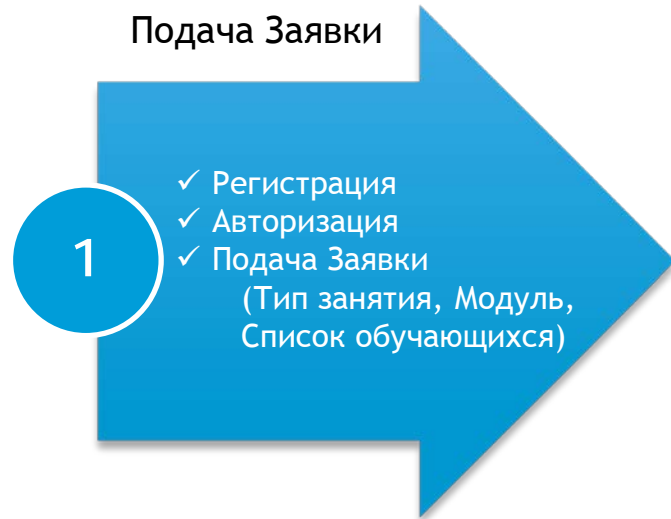 Подача Заявки
1
✓ Регистрация
✓ Авторизация
✓ Подача Заявки
(Тип занятия, Модуль,
Список обучающихся)